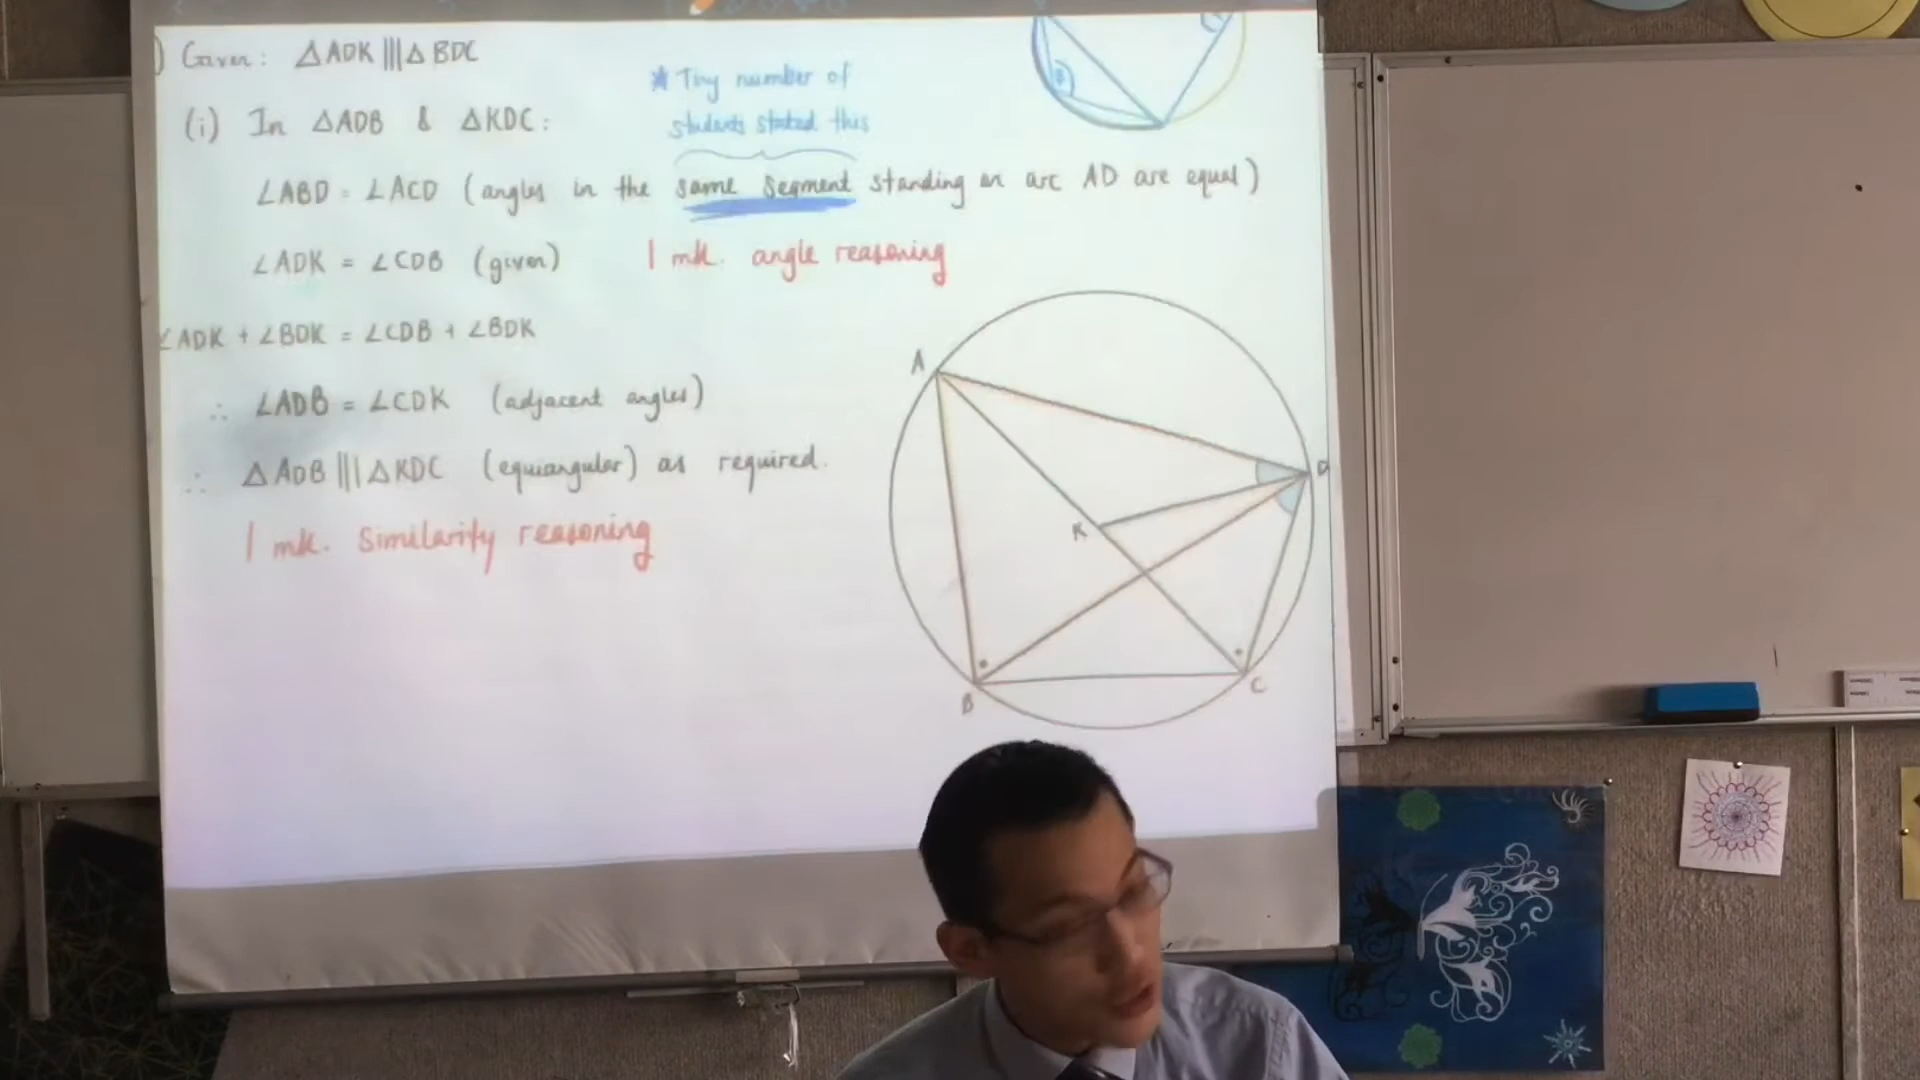 ) Given: △ADK ||| △BDC
(i) In △ADB & △KDC:
* Tiny number of
students stated this
∠ABD = ∠ACD (angles in the same segment standing on arc AD are equal)
∠ADK = ∠CDB (given)
1 mk. angle reasoning
∠ADK + ∠BDK = ∠CDB + ∠BDK
∴ ∠ADB = ∠CDK (adjacent angles)
∴ △ADB ||| △KDC (equiangular) as required.
1 mk. Similarity reasoning
A
D
K
B
C